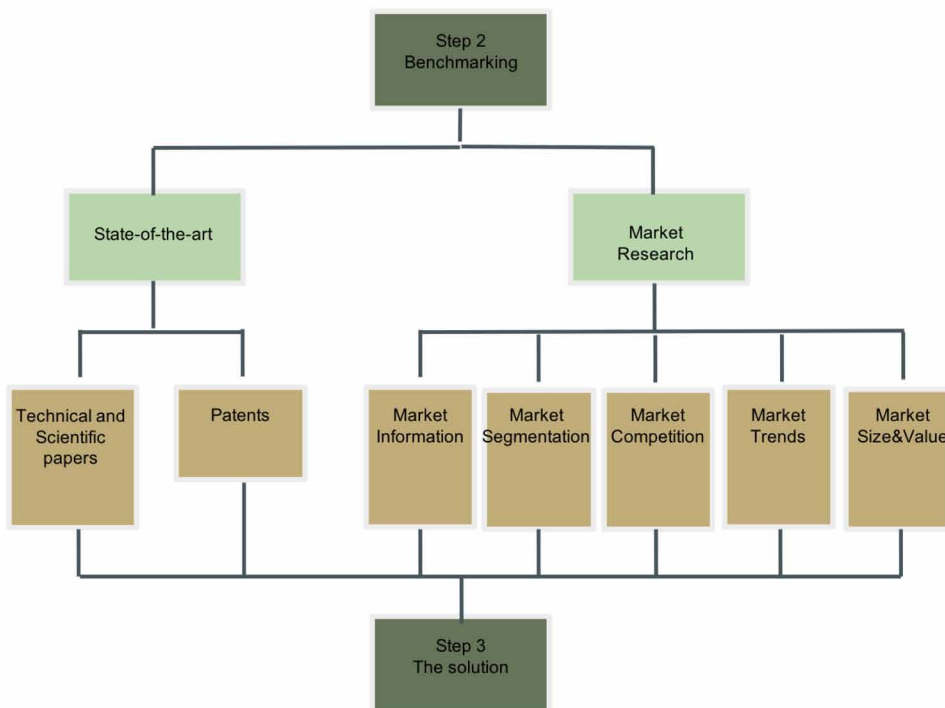 Step 2
Benchmarking
State-of-the-art
Market
Research
Technical and
Scientific
papers
Patents
Market
Information
Market
Segmentation
Market
Competition
Market
Trends
Market
Size&Value
Step 3
The solution